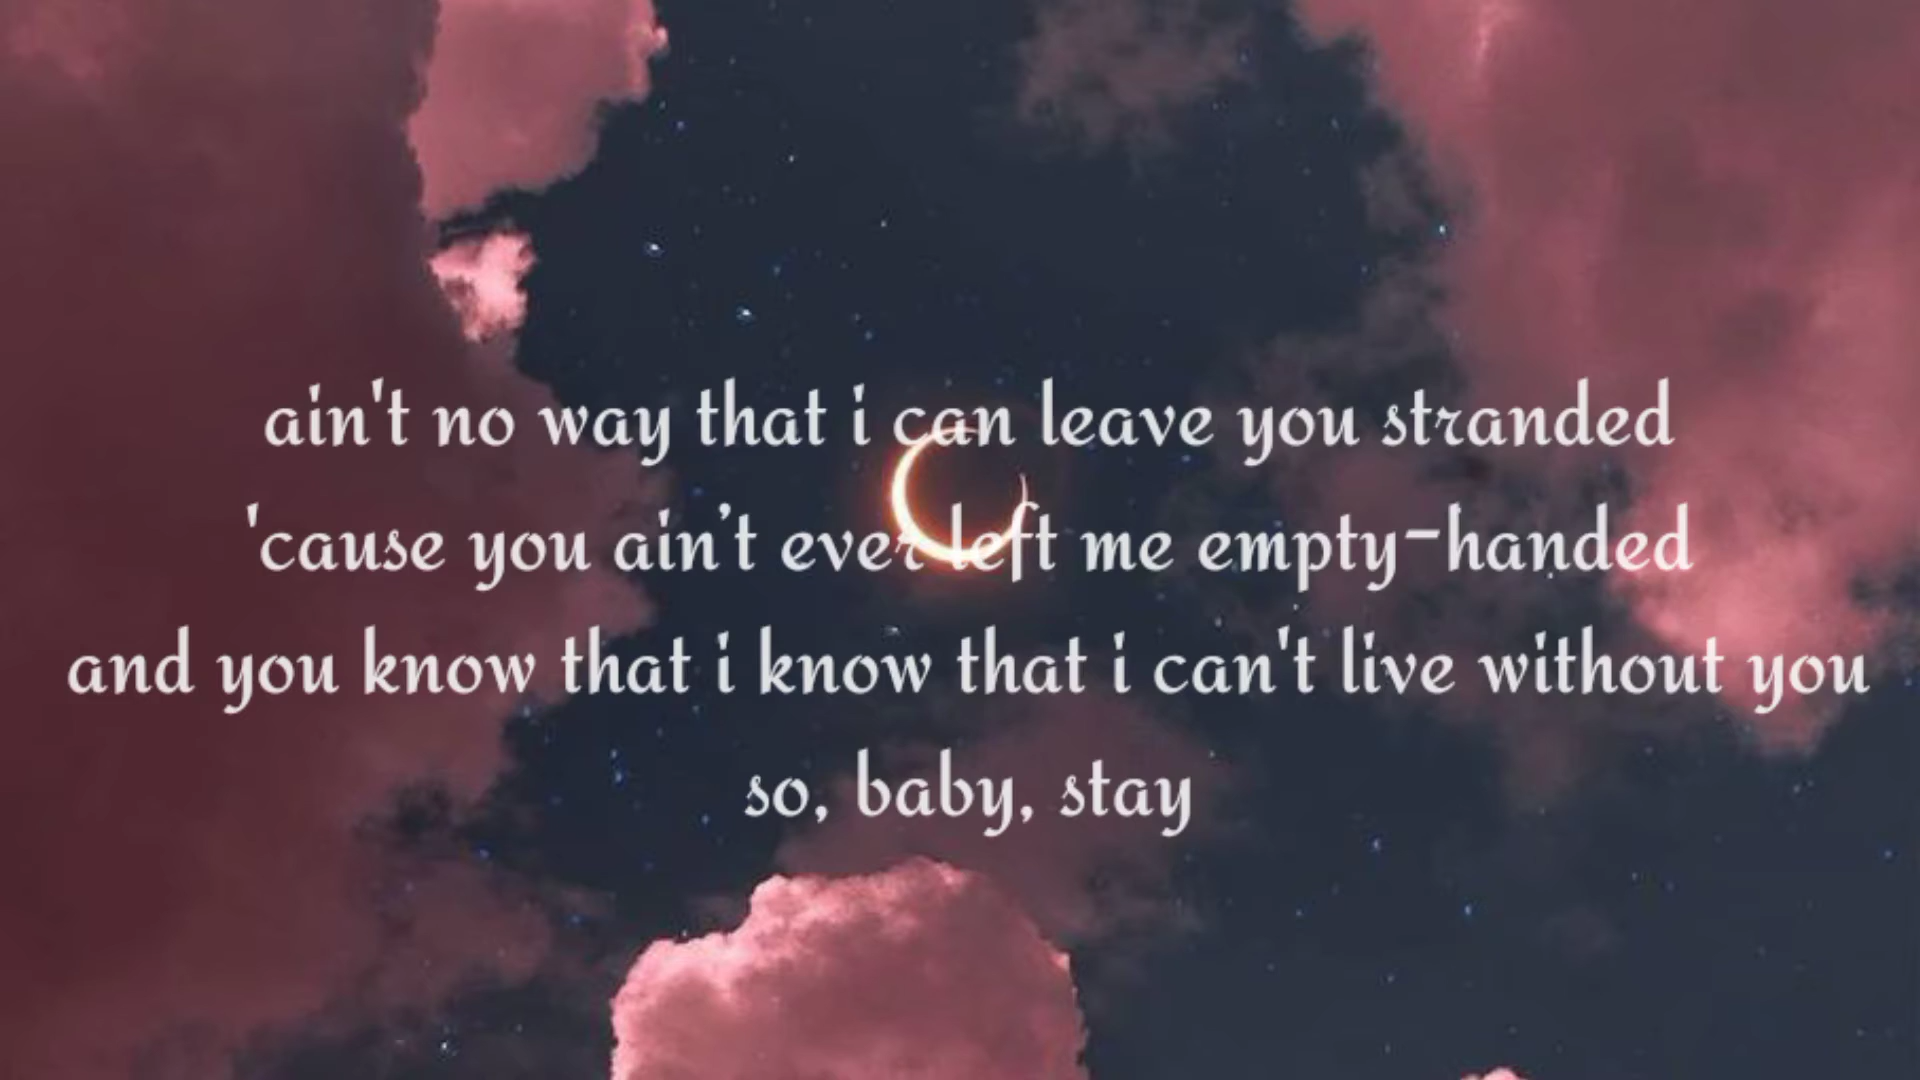 ain't no way that i can leave you stranded
'cause you ain’t ever left me empty-handed
and you know that i know that i can't live without you
so, baby, stay